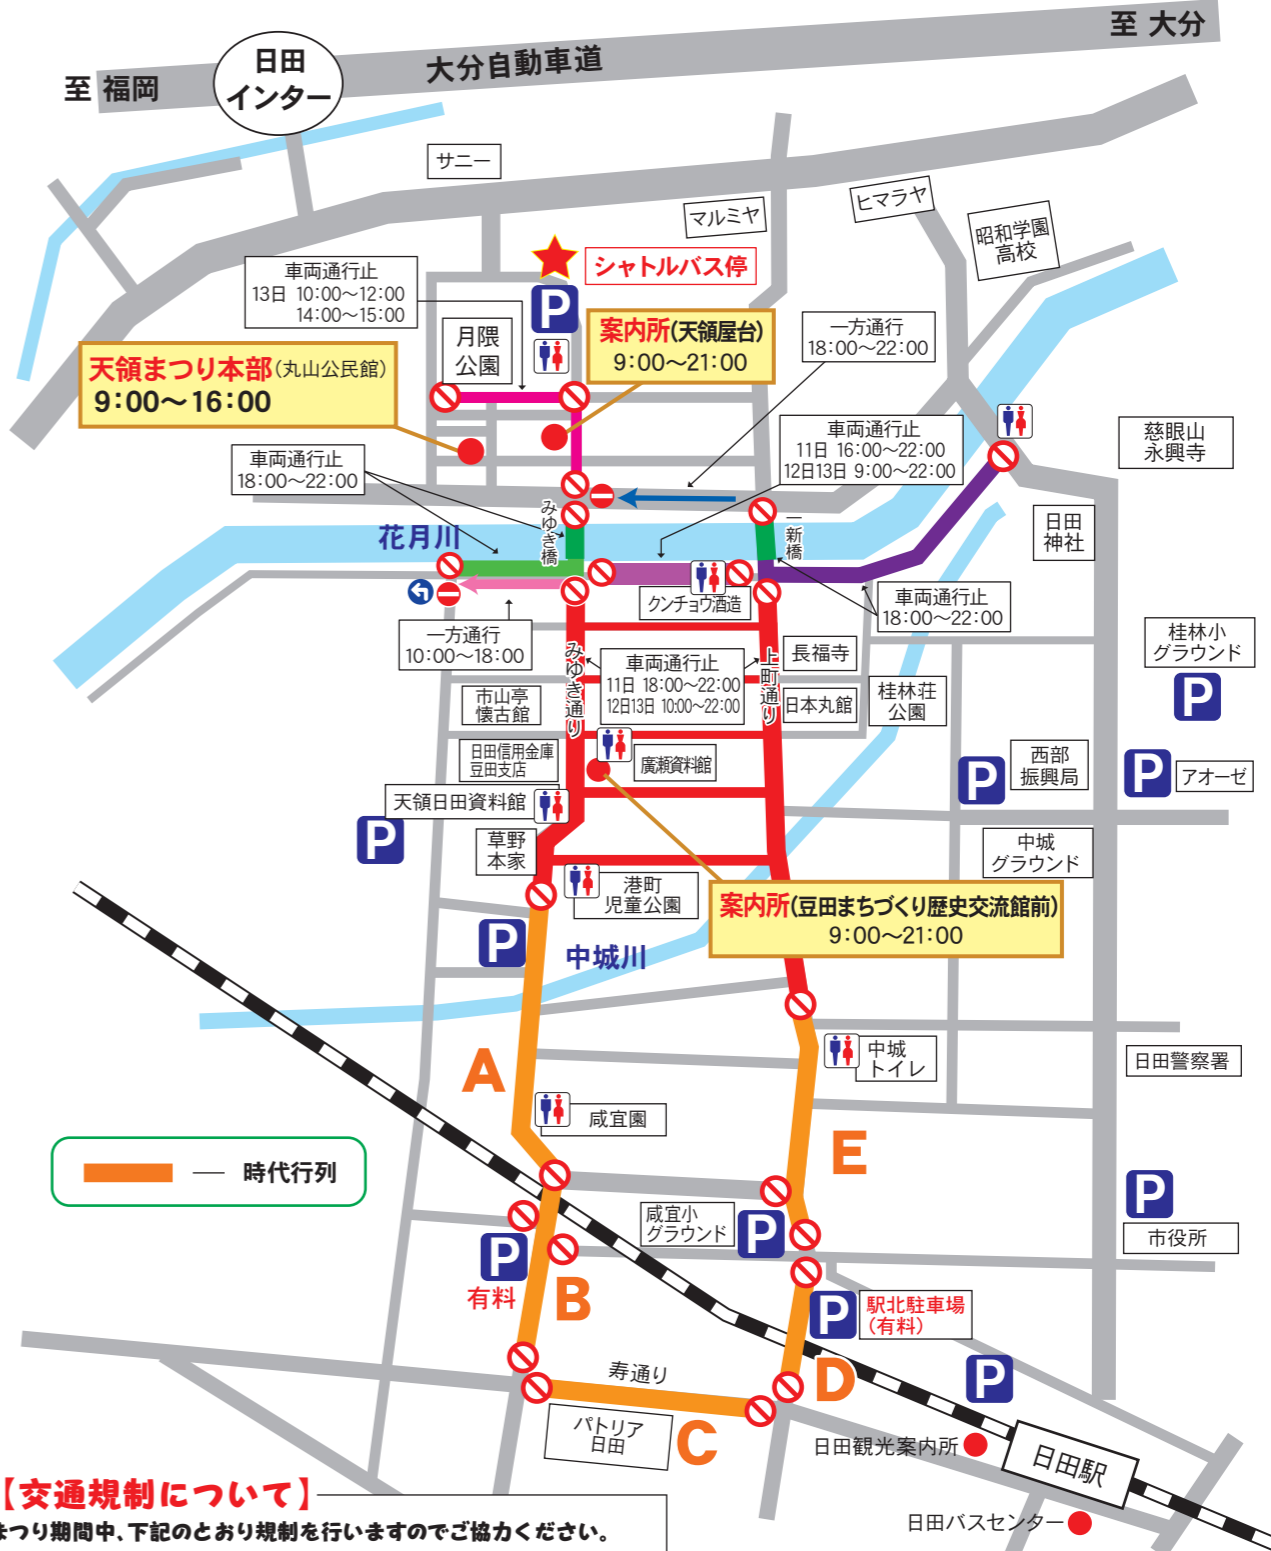 至 大分
大分自動車道
日田
インター
至 福岡
サニー
マルミヤ
ヒマラヤ
昭和学園
高校
シャトルバス停
車両通行止
13日 10:00～12:00
14:00～15:00
P
月隈
公園
案内所(天領屋台)
9:00～21:00
一方通行
18:00～22:00
天領まつり本部(丸山公民館)
9:00～16:00
車両通行止
11日 16:00～22:00
12日13日 9:00～22:00
慈眼山
永興寺
車両通行止
18:00～22:00
みゆき橋
一新橋
日田
神社
花月川
クンチョウ酒造
車両通行止
18:00～22:00
一方通行
10:00～18:00
桂林小
グラウンド
P
みゆき通り
車両通行止
11日 18:00～22:00
12日13日 10:00～22:00
上町通り
長福寺
日本丸館
桂林荘
公園
市山亭
懐古館
日田信用金庫
豆田支店
廣瀬資料館
P
西部
振興局
P
アオーゼ
天領日田資料館
P
草野
本家
中城
グラウンド
港町
児童公園
案内所(豆田まちづくり歴史交流館前)
9:00～21:00
P
中城川
A
中城
トイレ
日田警察署
咸宜園
E
時代行列
P
咸宜小
グラウンド
P
市役所
P
有料
B
P
駅北駐車場
(有料)
D
P
寿通り
パトリア
日田
C
日田観光案内所
日田駅
日田バスセンター
【交通規制について】
まつり期間中、下記のとおり規制を行いますのでご協力ください。